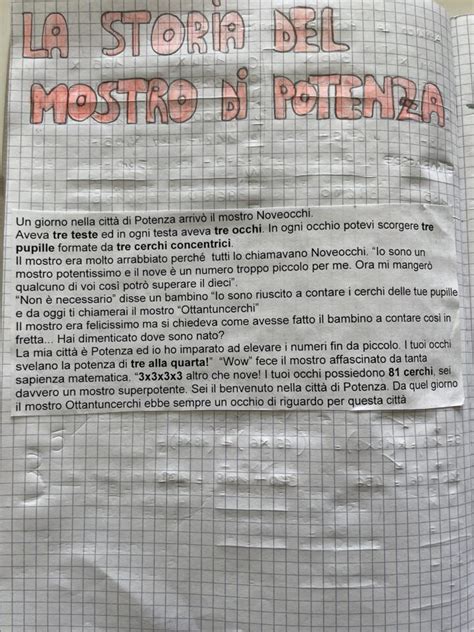 LA STORIA DEL
MOSTRO DI POTENZA
Un giorno nella città di Potenza arrivò il mostro Noveocchi.
Aveva tre teste ed in ogni testa aveva tre occhi. In ogni occhio potevi scorgere tre
pupille formate da tre cerchi concentrici.
Il mostro era molto arrabbiato perché tutti lo chiamavano Noveocchi. "Io sono un
mostro potentissimo e il nove è un numero troppo piccolo per me. Ora mi mangerò
qualcuno di voi così potrò superare il dieci".
"Non è necessario" disse un bambino "Io sono riuscito a contare i cerchi delle tue pupille
e da oggi ti chiamerai il mostro "Ottantuncerchi"
Il mostro era felicissimo ma si chiedeva come avesse fatto il bambino a contare così in
fretta... Hai dimenticato dove sono nato?
La mia città è Potenza ed io ho imparato ad elevare i numeri fin da piccolo. I tuoi occhi
svelano la potenza di tre alla quarta!" "Wow" fece il mostro affascinato da tanta
sapienza matematica. "3x3x3x3 altro che nove! I tuoi occhi possiedono 81 cerchi, sei
davvero un mostro superpotente. Sei il benvenuto nella città di Potenza. Da quel giorno
il mostro Ottantuncerchi ebbe sempre un occhio di riguardo per questa città